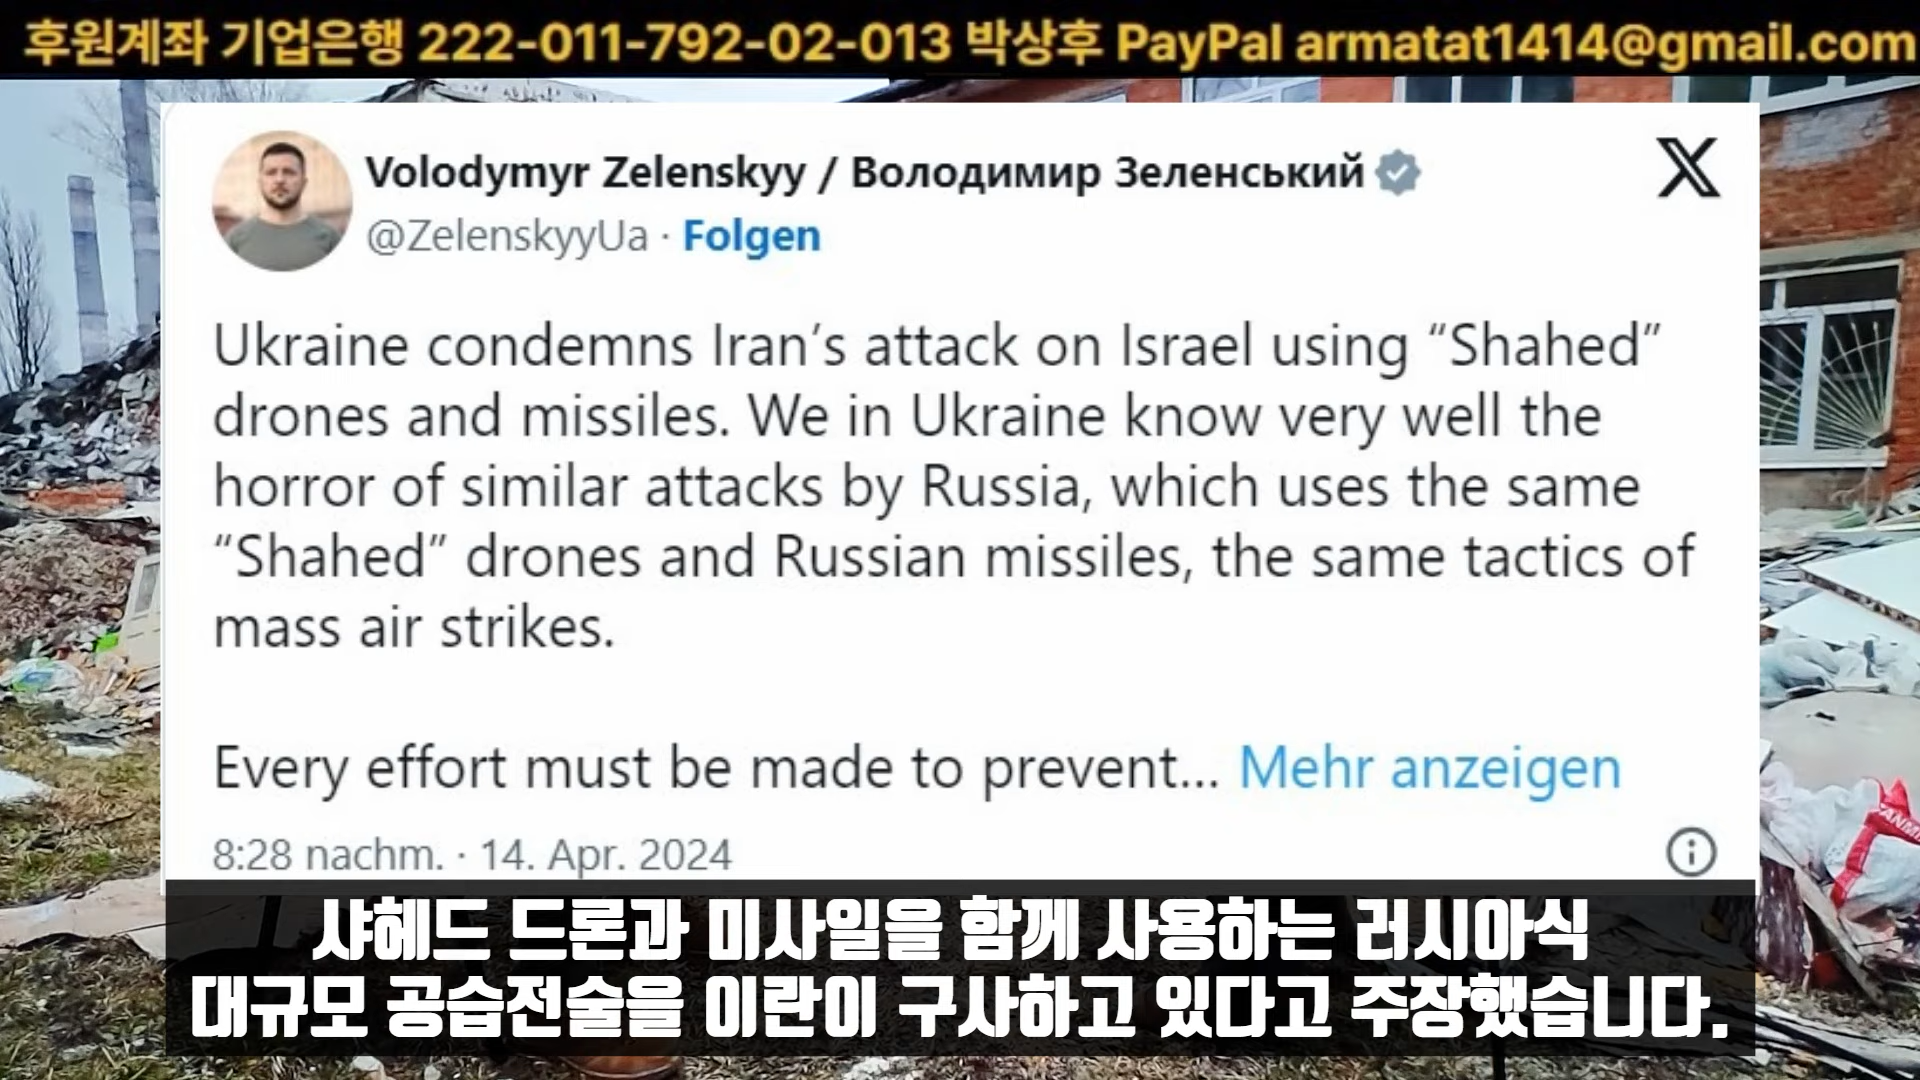 후원계좌 기업은행 222-011-792-02-013 박상후 PayPal armatat1414@gmail.com
Volodymyr Zelenskyy / Володимир Зеленський
@ZelenskyyUa · Folgen
Ukraine condemns Iran’s attack on Israel using “Shahed”
drones and missiles. We in Ukraine know very well the
horror of similar attacks by Russia, which uses the same
“Shahed” drones and Russian missiles, the same tactics of
mass air strikes.
Every effort must be made to prevent... Mehr anzeigen
8:28 nachm. · 14. Apr. 2024
샤헤드 드론과 미사일을 함께 사용하는 러시아식
대규모 공습전술을 이란이 구사하고 있다고 주장했습니다.